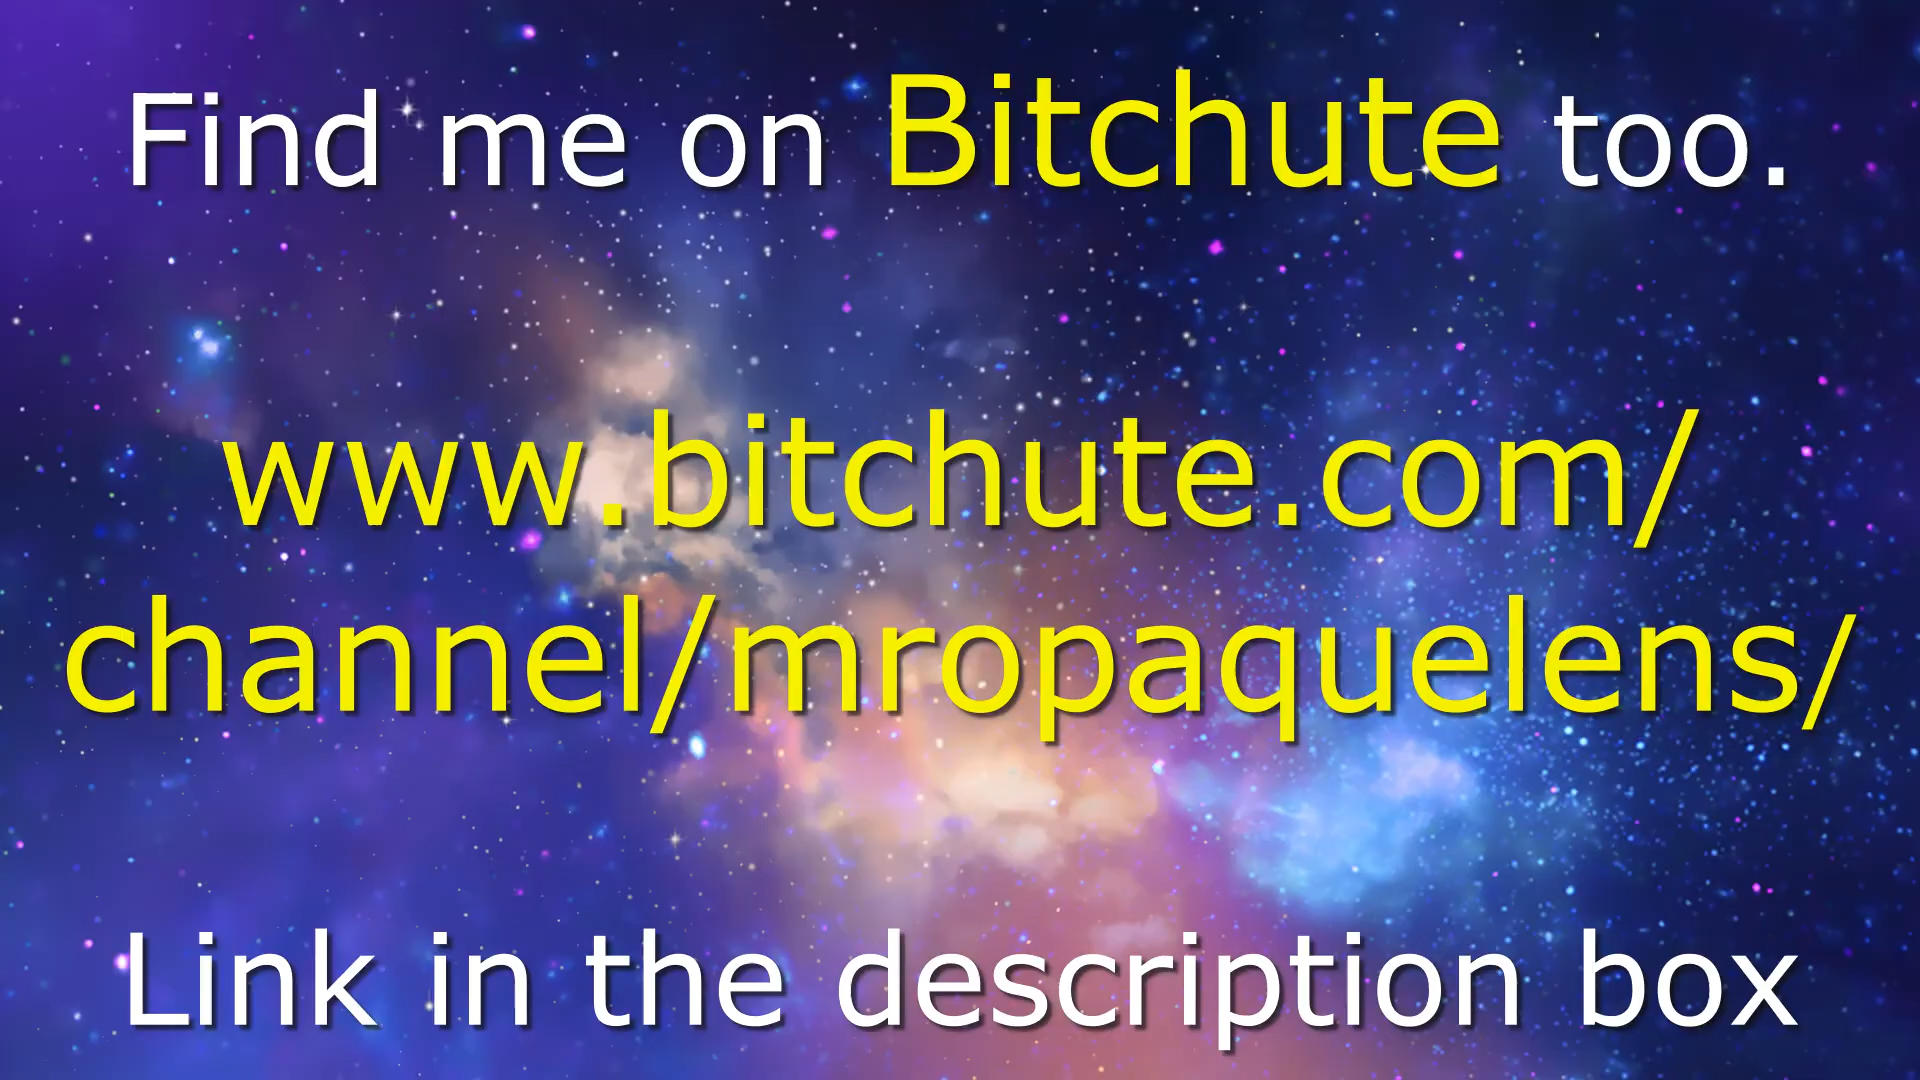 Find me on Bitchute too.
www.bitchute.com/
channel/mropaquelens/
Link in the description box